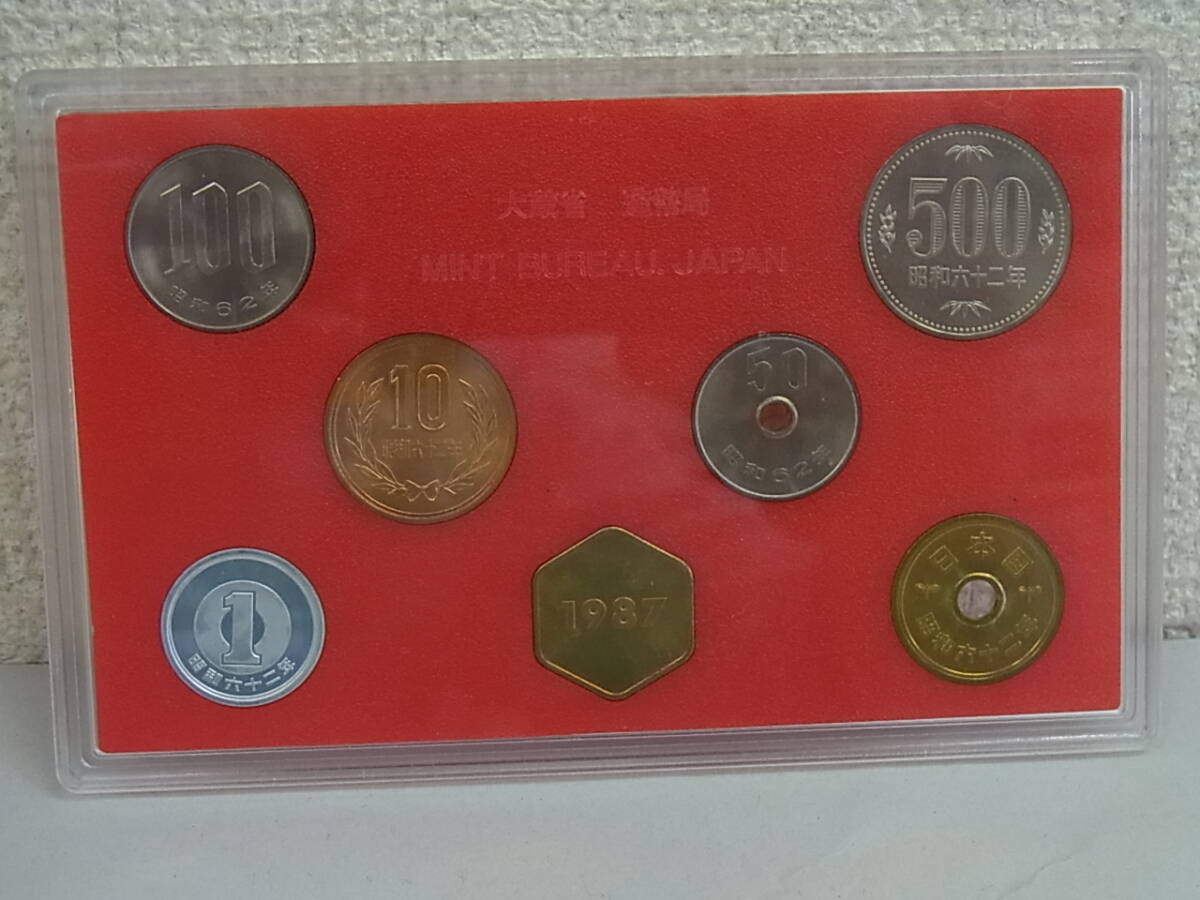 100
昭和62年
大蔵省 造幣局
MINT BUREAU, JAPAN
500
昭和六十二年
10
昭和六十二年
50
昭和62年
1
昭和六十二年
1987
日本国
昭和六十二年